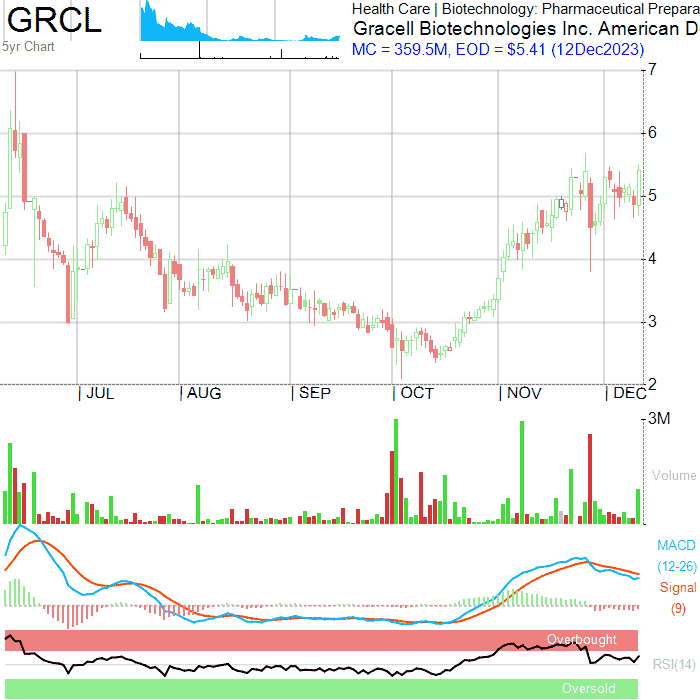 GRCL
5yr Chart
Health Care | Biotechnology: Pharmaceutical Prepara
Gracell Biotechnologies Inc. American D
MC = 359.5M, EOD = $5.41 (12Dec2023)
7
6
5
4
3
2
| JUL | AUG | SEP | OCT | NOV | DEC
3M
Volume
MACD
(12-26)
Signal
(9)
Overbought
RSI(14)
Oversold